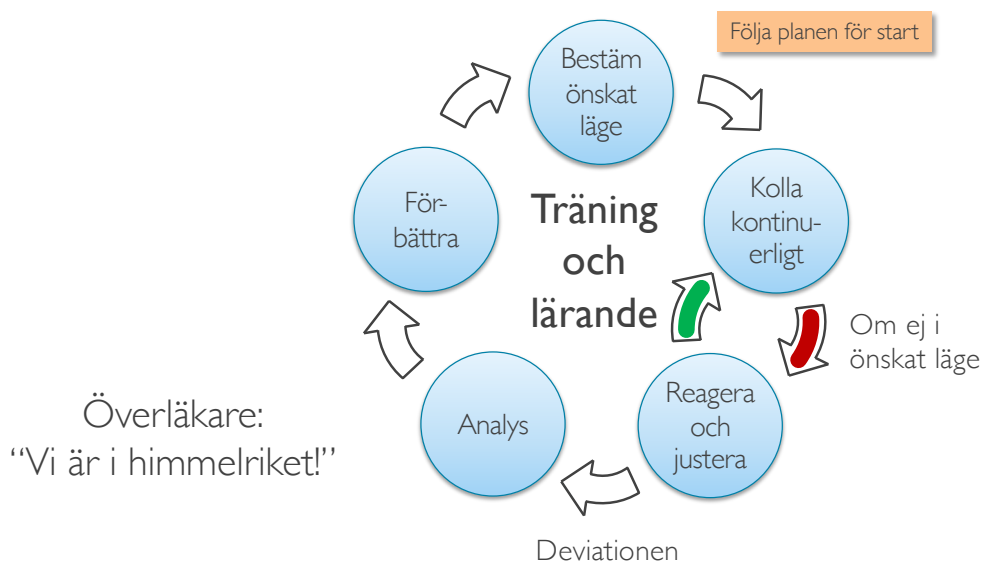 Följa planen för start
Bestäm
önskat
läge
Kolla
kontinu-
erligt
För-
bättra
Träning
och
lärande
Om ej i
önskat läge
Reagera
och
justera
Analys
Överläkare:
“Vi är i himmelriket!”
Deviationen